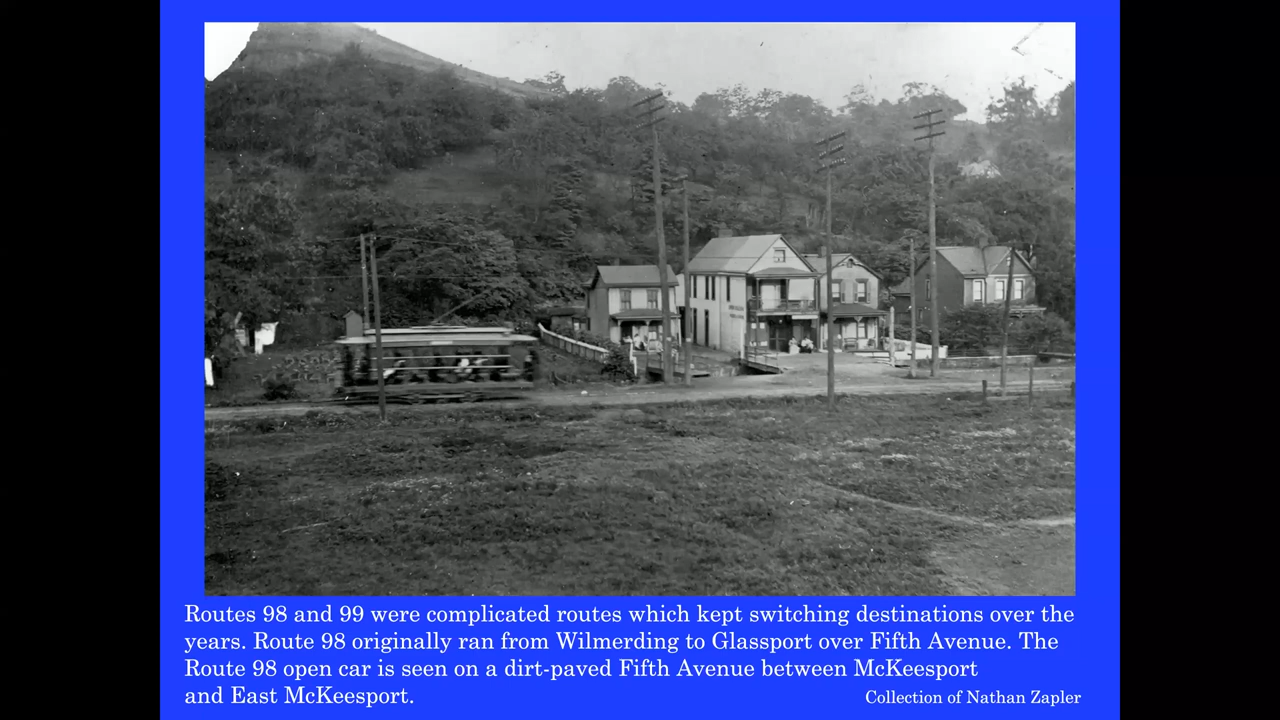 Routes 98 and 99 were complicated routes which kept switching destinations over the
years. Route 98 originally ran from Wilmerding to Glassport over Fifth Avenue. The
Route 98 open car is seen on a dirt-paved Fifth Avenue between McKeesport
and East McKeesport.
Collection of Nathan Zapler